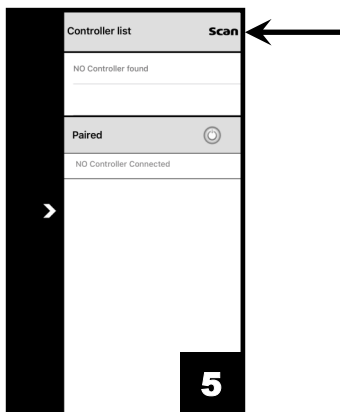 Controller list Scan
NO Controller found
Paired
NO Controller Connected
5